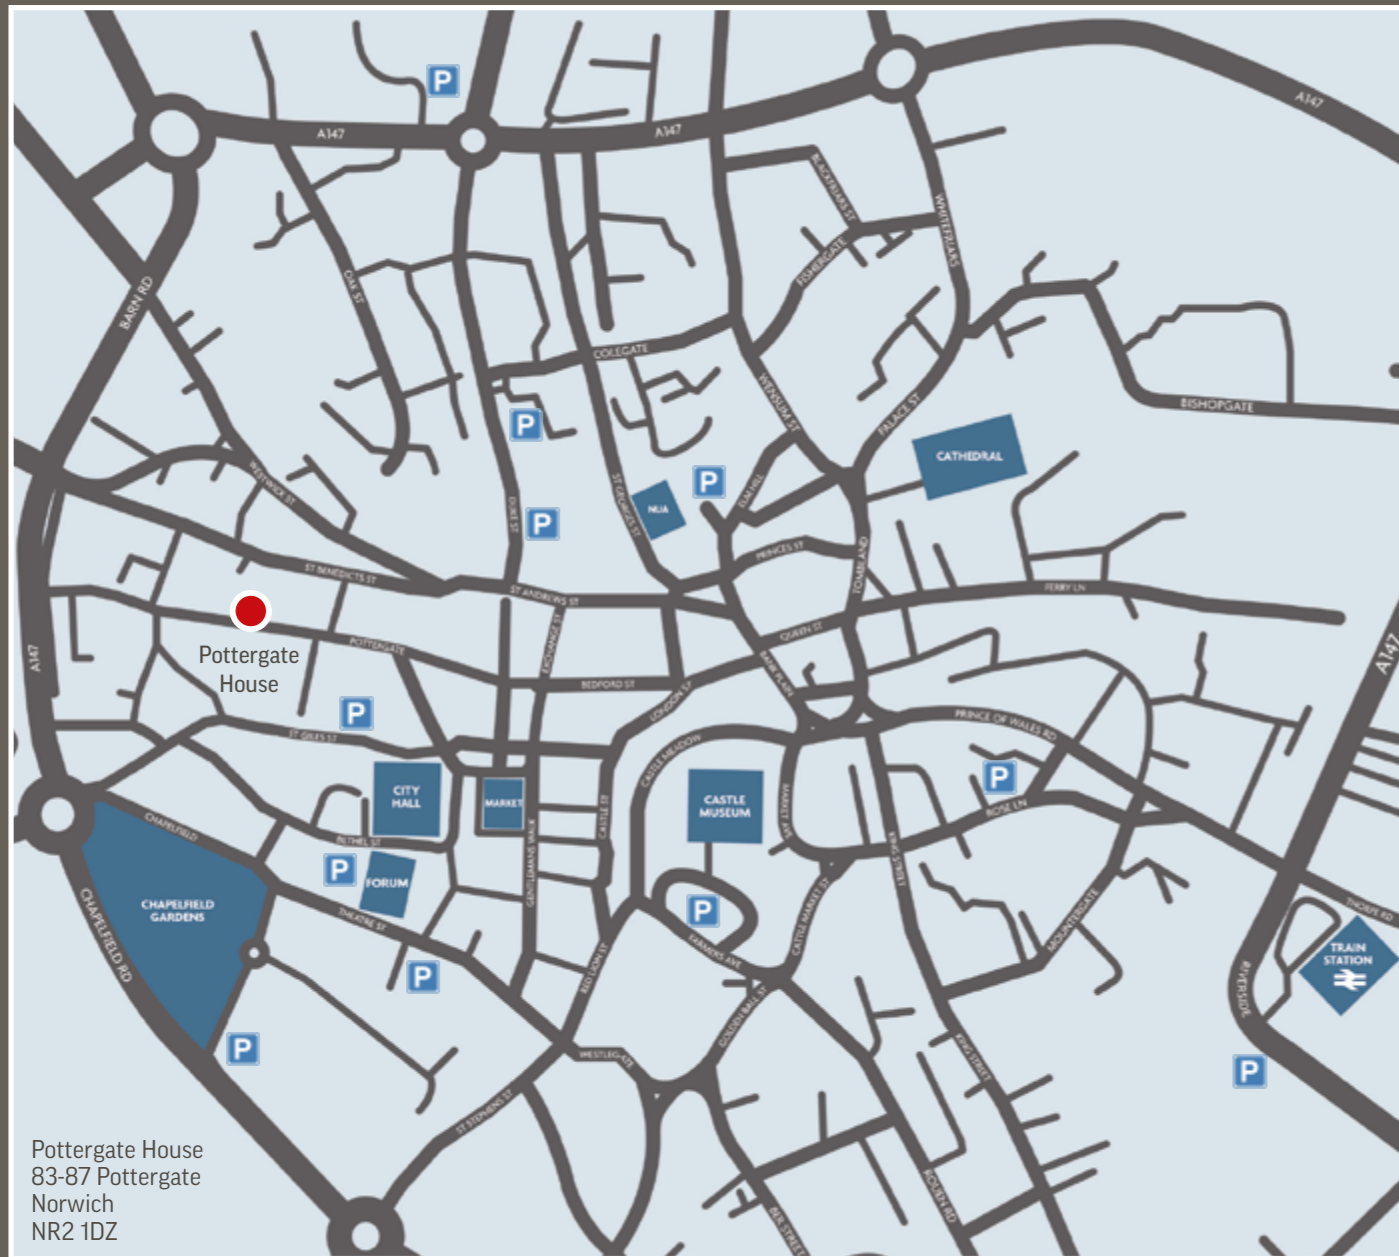 P
A147
A147
A147
BLACKFRIARS ST
WHITEFRIARS
FISHERGATE
OAK ST
BARN RD
COLEGATE
WENSUM ST
PALACE ST
BISHOPGATE
P
CATHEDRAL
WESTWICK ST
P
ELM HILL
NUA
ST GEORGES ST
DUKE ST
P
PRINCES ST
TOMBLAND
ST BENEDICTS ST
ST ANDREWS ST
FERRY LN
EXCHANGE ST
QUEEN ST
Pottergate
House
POTTERGATE
A147
A147
BANK PLAIN
BEDFORD ST
LONDON ST
P
ST GILES ST
PRINCE OF WALES RD
CASTLE MEADOW
P
CITY
HALL
MARKET
CASTLE
MUSEUM
MARKET AVE
ROSE LN
CHAPELFIELD
CASTLE ST
BETHEL ST
KING STREET
GENTLEMANS WALK
P
FORUM
CHAPELFIELD
GARDENS
THEATRE ST
P
CATTLE MARKET ST
MOUNTERGATE
THORPE RD
CHAPELFIELD RD
FARMERS AVE
TRAIN
STATION
RED LION ST
P
RIVERSIDE
GOLDEN BALL ST
P
WESTLEGATE
KING STREET
P
ST STEPHENS ST
ROUEN RD
BER STREET
Pottergate House
83-87 Pottergate
Norwich
NR2 1DZ